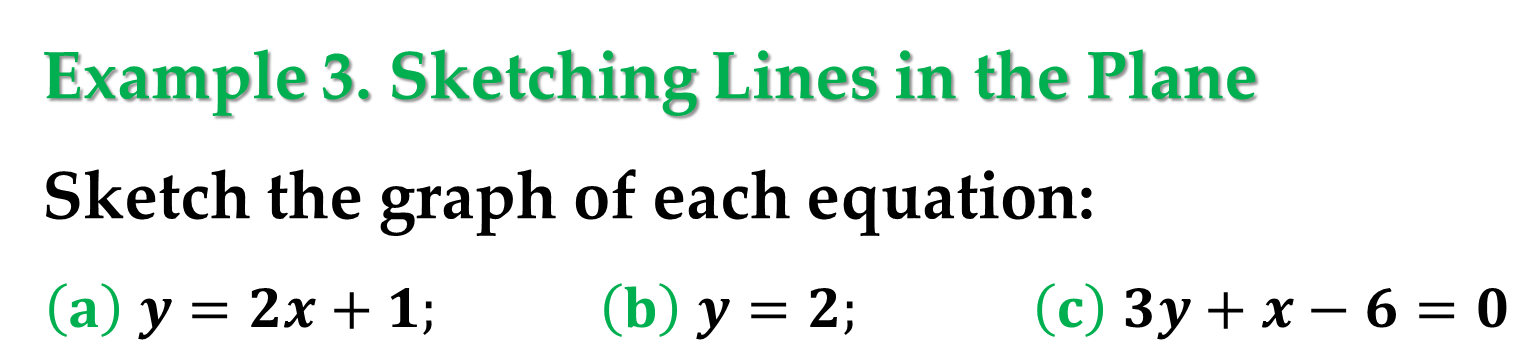 Example 3. Sketching Lines in the Plane
Sketch the graph of each equation:
(a) y = 2x + 1; (b) y = 2; (c) 3y + x − 6 = 0